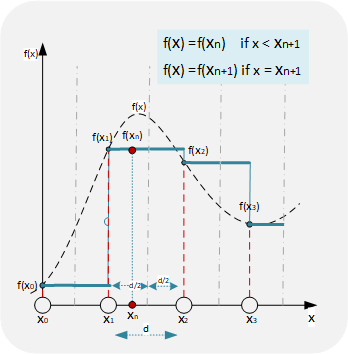 f(x) = f(xn) if x < xn+1
f(x) = f(xn+1) if x = xn+1
f(x)
f(x)
f(x1) f(xn)
f(x2)
f(x3)
f(x0)
d/2 d/2
x0 x1 xn x2 x3 x
d